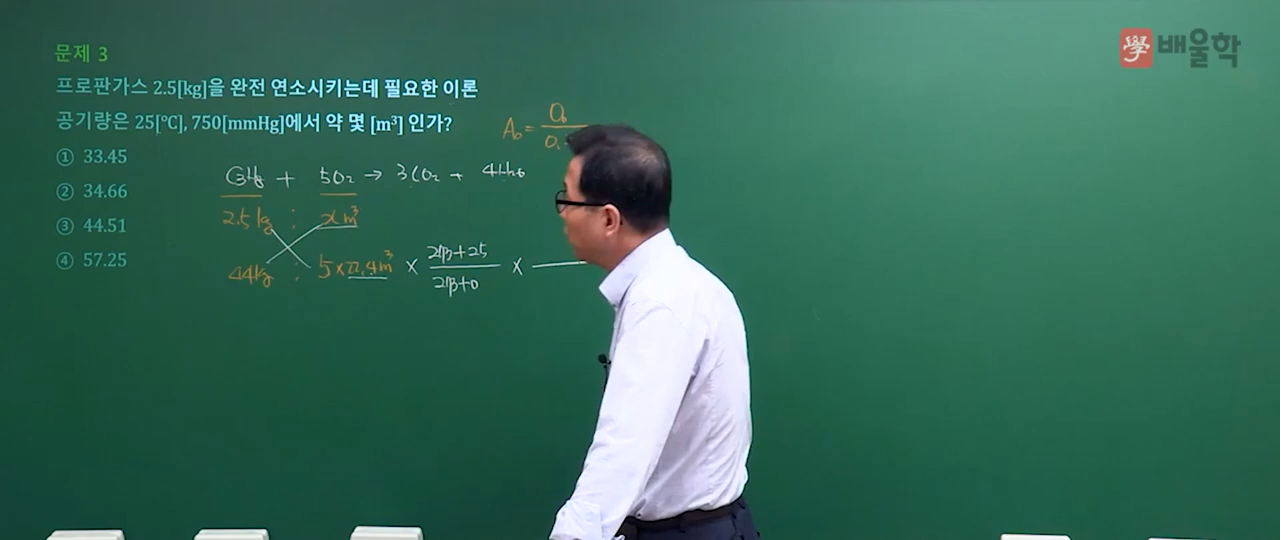 學 배울학
문제 3
프로판가스 2.5[kg]을 완전 연소시키는데 필요한 이론
공기량은 25[℃], 750[mmHg]에서 약 몇 [m³] 인가?
① 33.45
② 34.66
③ 44.51
④ 57.25
A₀ = O₀ / 0.
C3H8 + 5O₂ → 3CO₂ + 4H₂O
2.5kg : x m³
44kg : 5×22.4m³ × 273+25 / 273+0 ×